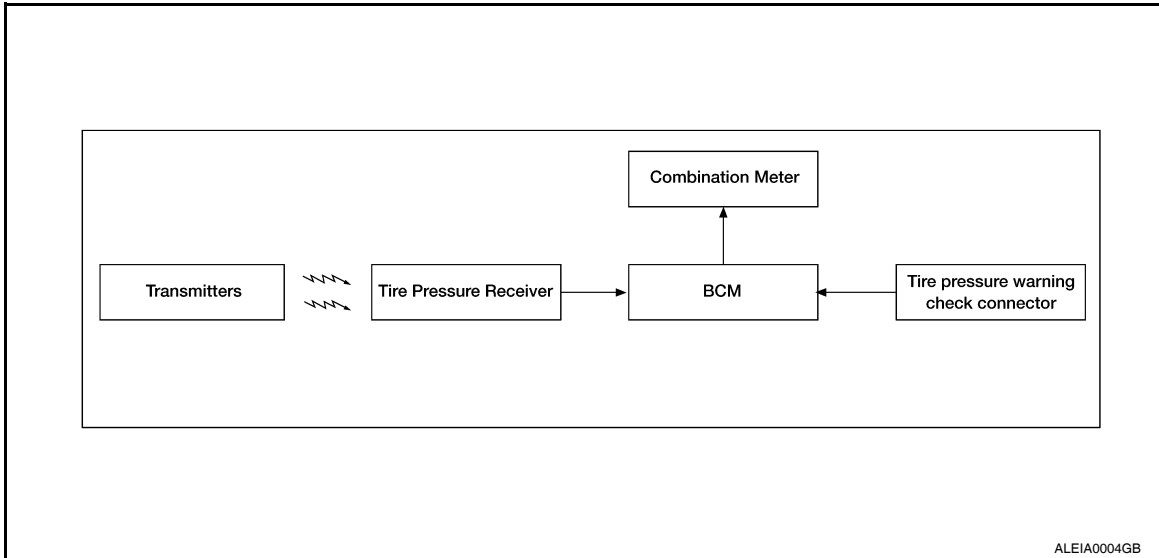 Combination Meter
Transmitters
Tire Pressure Receiver
BCM
Tire pressure warning
check connector
ALEIA0004GB